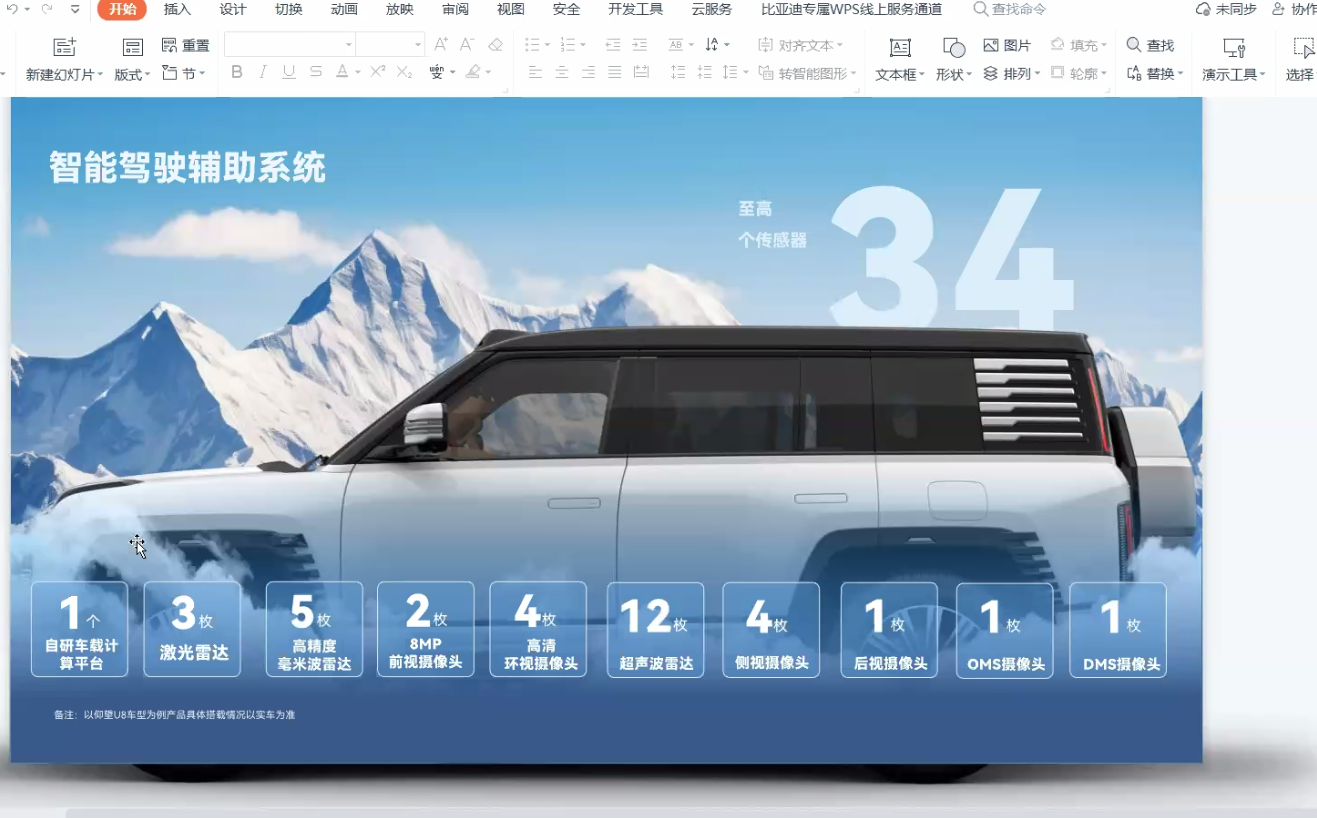 开始 插入 设计 切换 动画 放映 审阅 视图 安全 开发工具 云服务 比亚迪专属WPS线上服务通道 查找命令 未同步 协作
重置 对齐文本 图片 填充 查找
新建幻灯片 版式 节 B I U S A X² X₂ 转智能图形 文本框 形状 排列 轮廓 替换 演示工具 选择
智能驾驶辅助系统
至高
个传感器
34
1个
自研车载计
算平台
3枚
激光雷达
5枚
高精度
毫米波雷达
2枚
8MP
前视摄像头
4枚
高清
环视摄像头
12枚
超声波雷达
4枚
侧视摄像头
1枚
后视摄像头
1枚
OMS摄像头
1枚
DMS摄像头
备注：以仰望U8车型为例产品具体搭载情况以实车为准